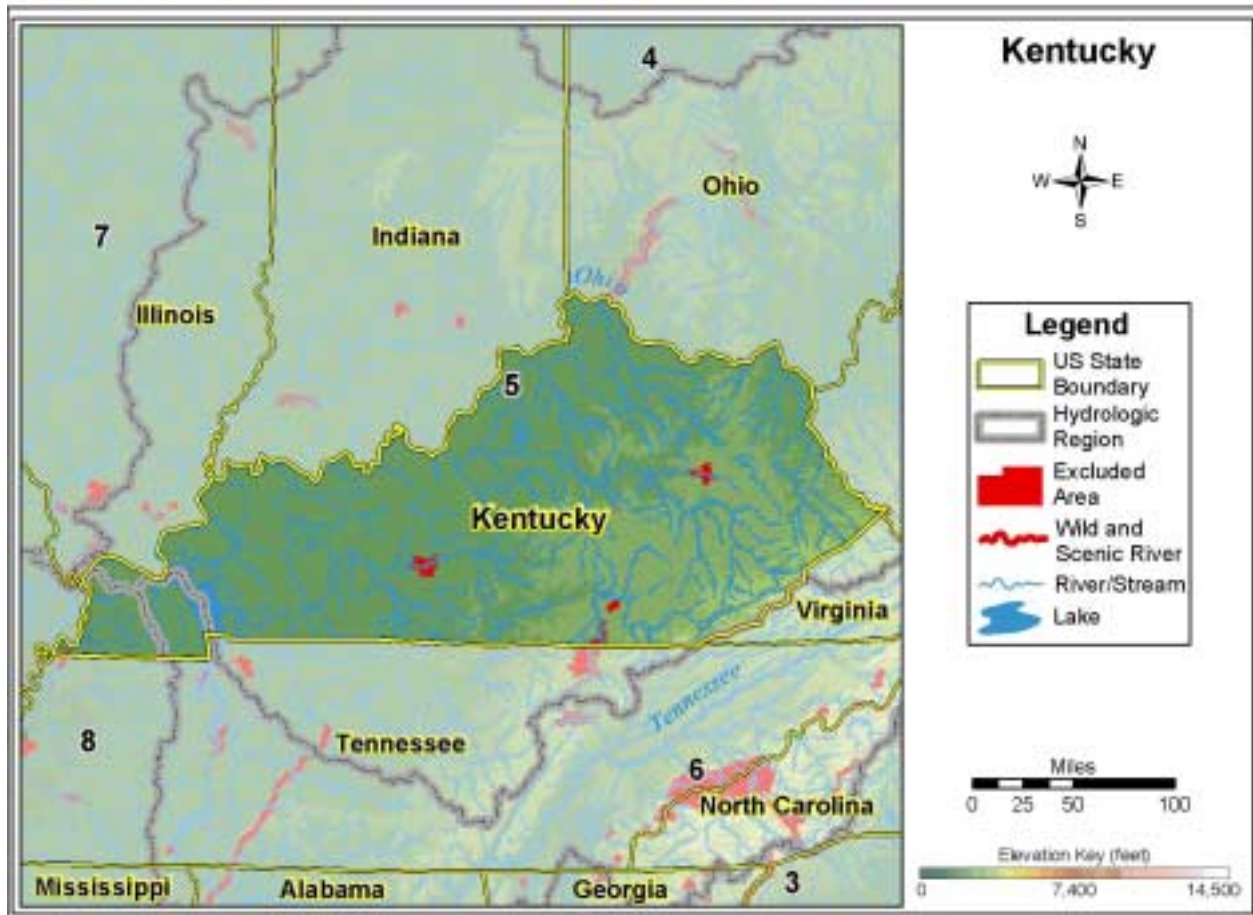 Kentucky
N
W E
S
4
Ohio
7
Indiana
Ohio
Illinois
5
Kentucky
Virginia
Tennessee
8
Tennessee
6
North Carolina
Mississippi
Alabama
Georgia
3
Legend
US State
Boundary
Hydrologic
Region
Excluded
Area
Wild and
Scenic River
River/Stream
Lake
Miles
0 25 50 100
Elevation Key (feet)
0 7,400 14,500